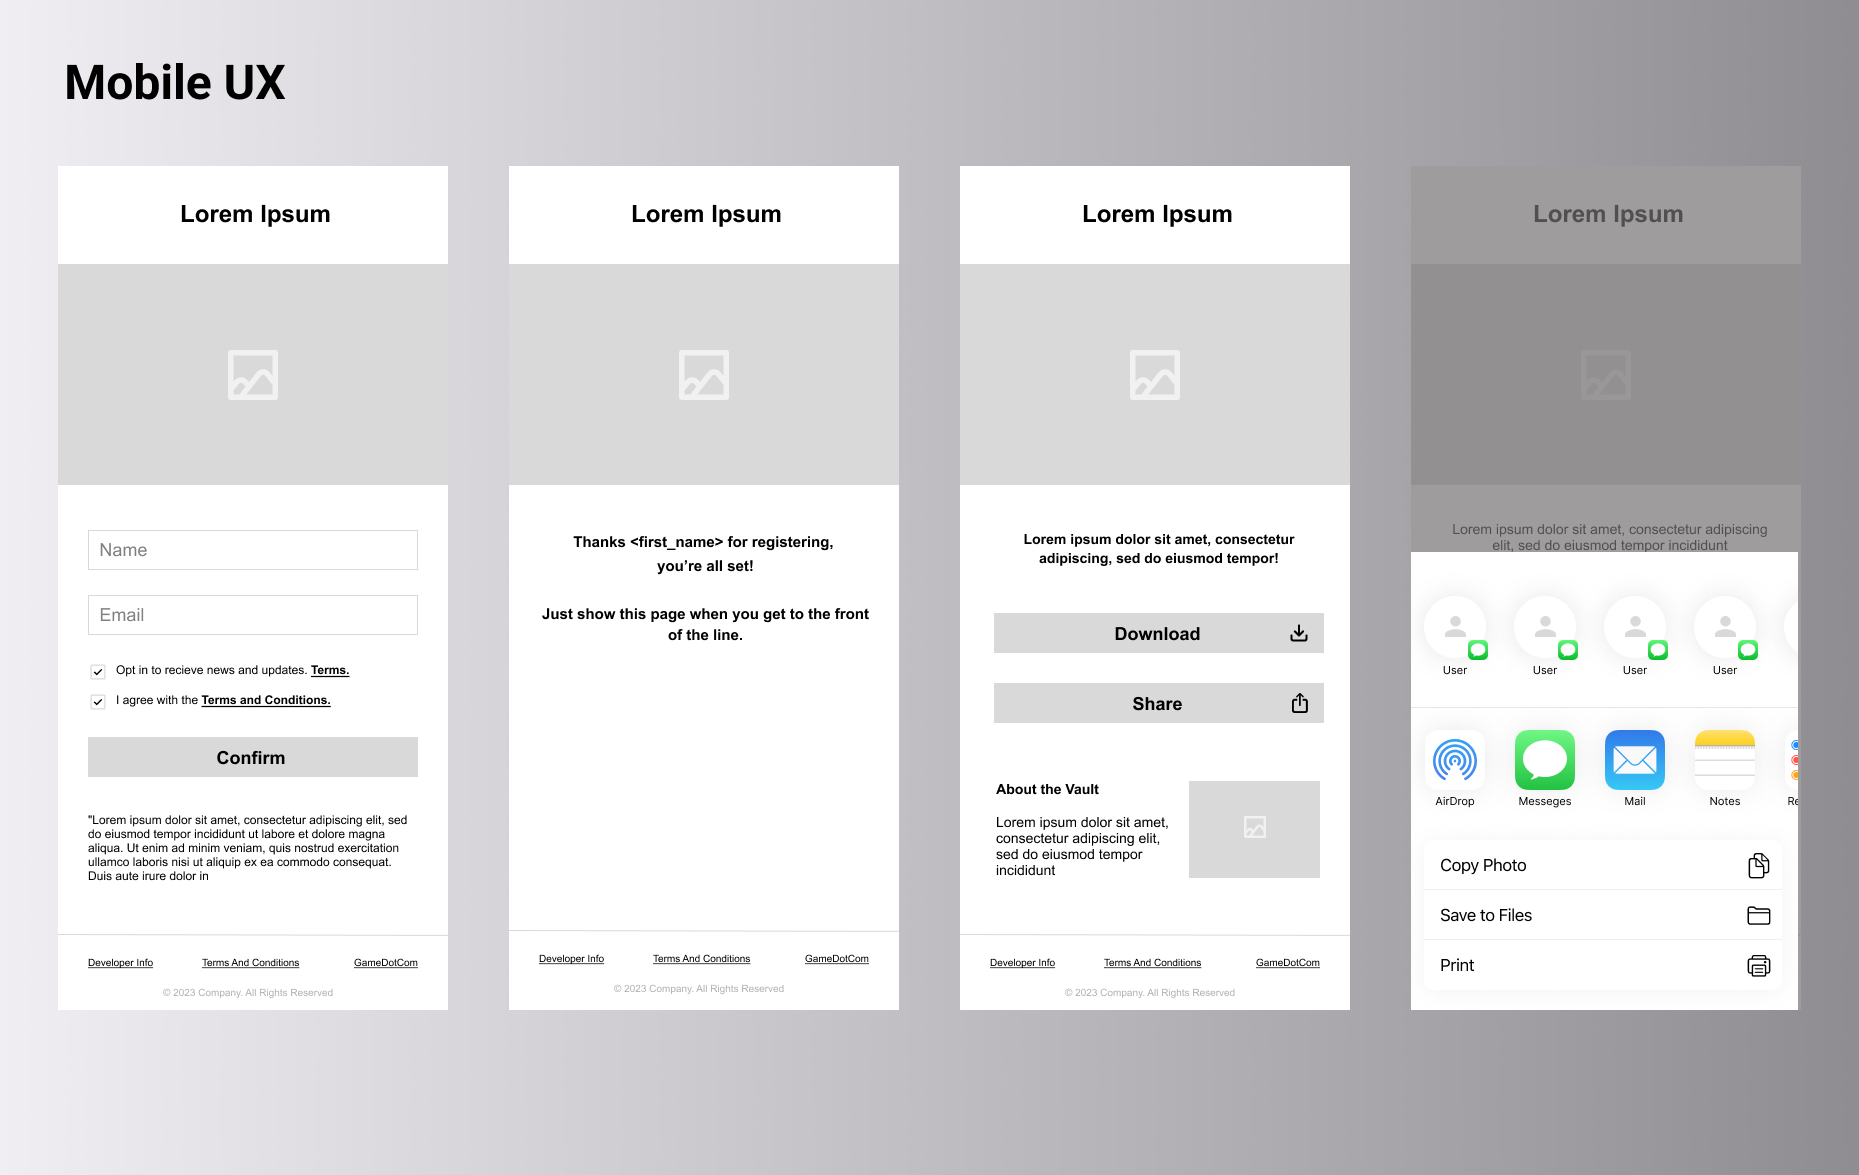 Mobile UX
Lorem Ipsum
Name
Email
Opt in to recieve news and updates. Terms.
I agree with the Terms and Conditions.
Confirm
"Lorem ipsum dolor sit amet, consectetur adipiscing elit, sed
do eiusmod tempor incididunt ut labore et dolore magna
aliqua. Ut enim ad minim veniam, quis nostrud exercitation
ullamco laboris nisi ut aliquip ex ea commodo consequat.
Duis aute irure dolor in
Developer Info
Terms And Conditions
GameDotCom
© 2023 Company. All Rights Reserved
Lorem Ipsum
Thanks <first_name> for registering,
you’re all set!
Just show this page when you get to the front
of the line.
Developer Info
Terms And Conditions
GameDotCom
© 2023 Company. All Rights Reserved
Lorem Ipsum
Lorem ipsum dolor sit amet, consectetur
adipiscing, sed do eiusmod tempor!
Download
Share
About the Vault
Lorem ipsum dolor sit amet,
consectetur adipiscing elit,
sed do eiusmod tempor
incididunt
Developer Info
Terms And Conditions
GameDotCom
© 2023 Company. All Rights Reserved
Lorem Ipsum
Lorem ipsum dolor sit amet, consectetur adipiscing
elit, sed do eiusmod tempor incididunt
User
User
User
User
AirDrop
Messeges
Mail
Notes
Re
Copy Photo
Save to Files
Print